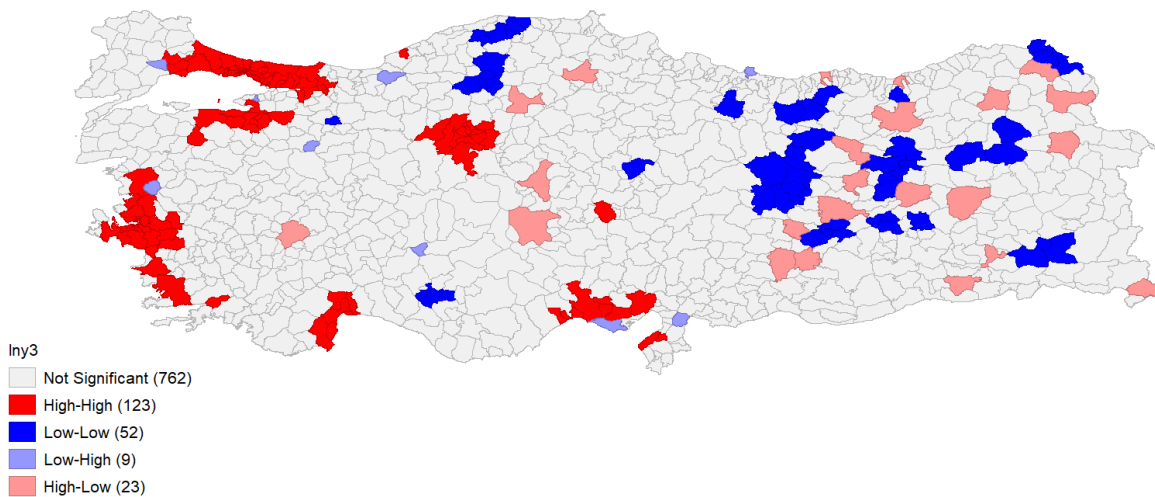 lny3
Not Significant (762)
High-High (123)
Low-Low (52)
Low-High (9)
High-Low (23)